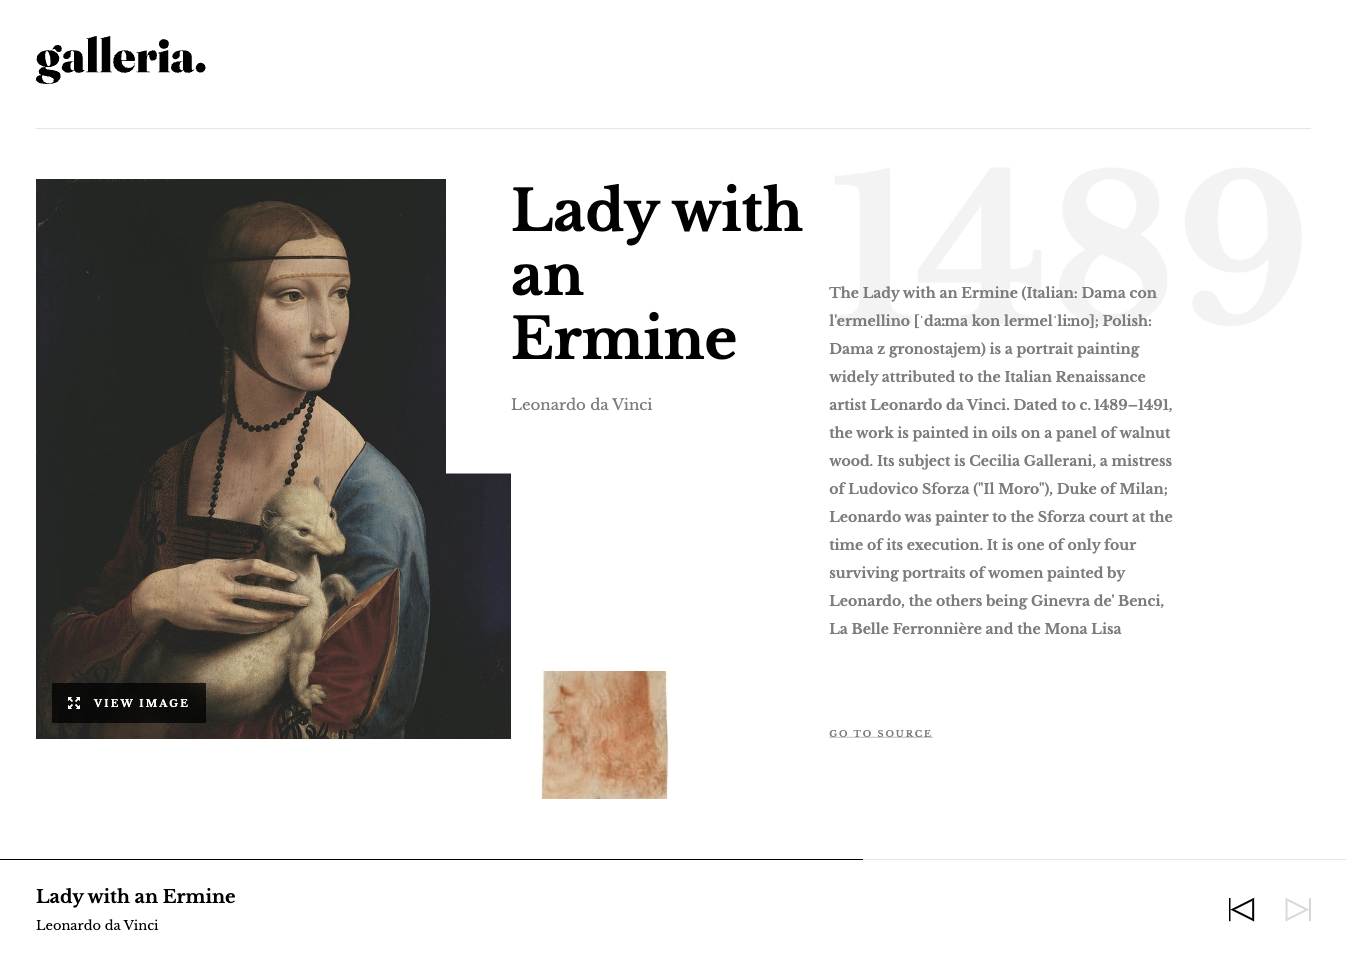 galleria.
Lady with
an
Ermine
Leonardo da Vinci
1489
The Lady with an Ermine (Italian: Dama con
l'ermellino [ˈdaːma kon lermelˈliːno]; Polish:
Dama z gronostajem) is a portrait painting
widely attributed to the Italian Renaissance
artist Leonardo da Vinci. Dated to c. 1489–1491,
the work is painted in oils on a panel of walnut
wood. Its subject is Cecilia Gallerani, a mistress
of Ludovico Sforza ("Il Moro"), Duke of Milan;
Leonardo was painter to the Sforza court at the
time of its execution. It is one of only four
surviving portraits of women painted by
Leonardo, the others being Ginevra de' Benci,
La Belle Ferronnière and the Mona Lisa
VIEW IMAGE
GO TO SOURCE
Lady with an Ermine
Leonardo da Vinci